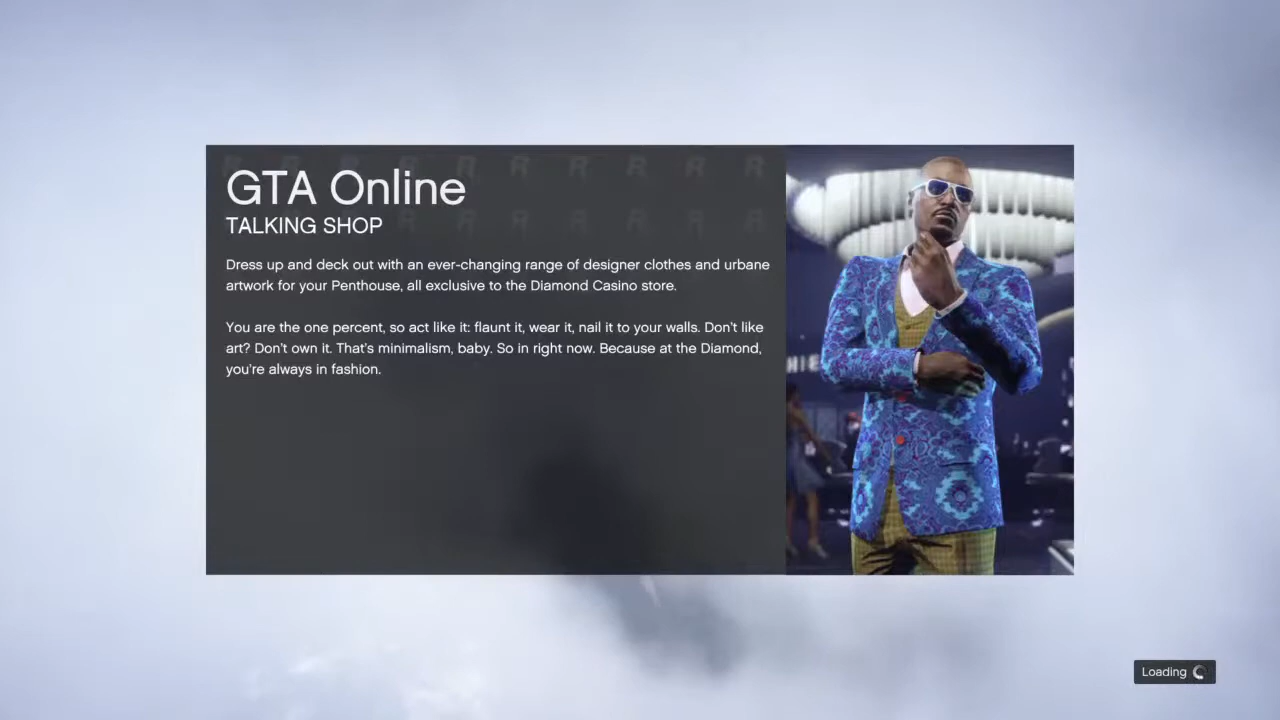 GTA Online
TALKING SHOP
Dress up and deck out with an ever-changing range of designer clothes and urbane
artwork for your Penthouse, all exclusive to the Diamond Casino store.
You are the one percent, so act like it: flaunt it, wear it, nail it to your walls. Don't like
art? Don't own it. That's minimalism, baby. So in right now. Because at the Diamond,
you're always in fashion.
HIE
Loading